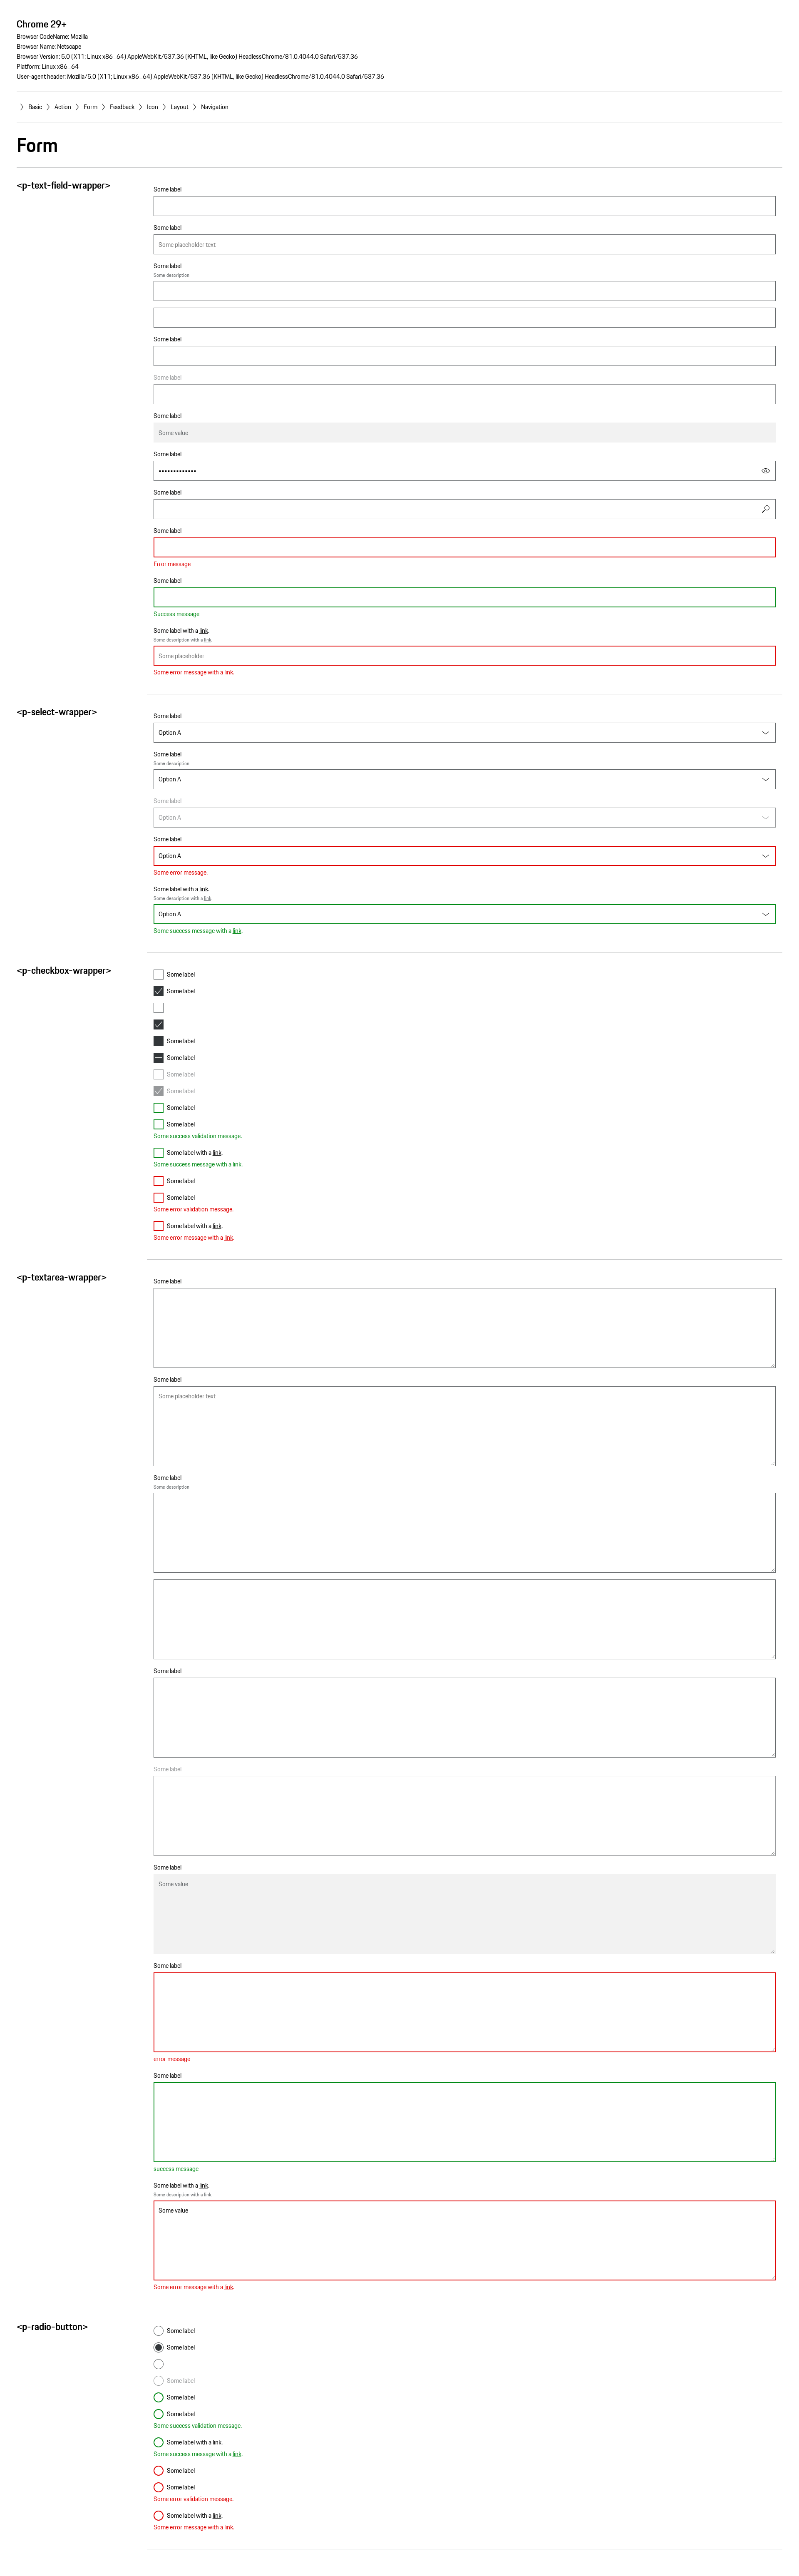 Chrome 29+
Browser CodeName: Mozilla
Browser Name: Netscape
Browser Version: 5.0 (X11; Linux x86_64) AppleWebKit/537.36 (KHTML, like Gecko) HeadlessChrome/81.0.4044.0 Safari/537.36
Platform: Linux x86_64
User-agent header: Mozilla/5.0 (X11; Linux x86_64) AppleWebKit/537.36 (KHTML, like Gecko) HeadlessChrome/81.0.4044.0 Safari/537.36
Basic Action Form Feedback Icon Layout Navigation
Form
<p-text-field-wrapper>
Some label
Some label
Some placeholder text
Some label
Some description
Some label
Some label
Some label
Some value
Some label
•••••••••••••
Some label
Some label
Error message
Some label
Success message
Some label with a link.
Some description with a link.
Some placeholder
Some error message with a link.
<p-select-wrapper>
Some label
Option A
Some label
Some description
Option A
Some label
Option A
Some label
Option A
Some error message.
Some label with a link.
Some description with a link.
Option A
Some success message with a link.
<p-checkbox-wrapper>
Some label
Some label
Some label
Some label
Some label
Some label
Some label
Some label
Some success validation message.
Some label with a link.
Some success message with a link.
Some label
Some label
Some error validation message.
Some label with a link.
Some error message with a link.
<p-textarea-wrapper>
Some label
Some label
Some placeholder text
Some label
Some description
Some label
Some label
Some label
Some value
Some label
error message
Some label
success message
Some label with a link.
Some description with a link.
Some value
Some error message with a link.
<p-radio-button>
Some label
Some label
Some label
Some label
Some label
Some success validation message.
Some label with a link.
Some success message with a link.
Some label
Some label
Some error validation message.
Some label with a link.
Some error message with a link.